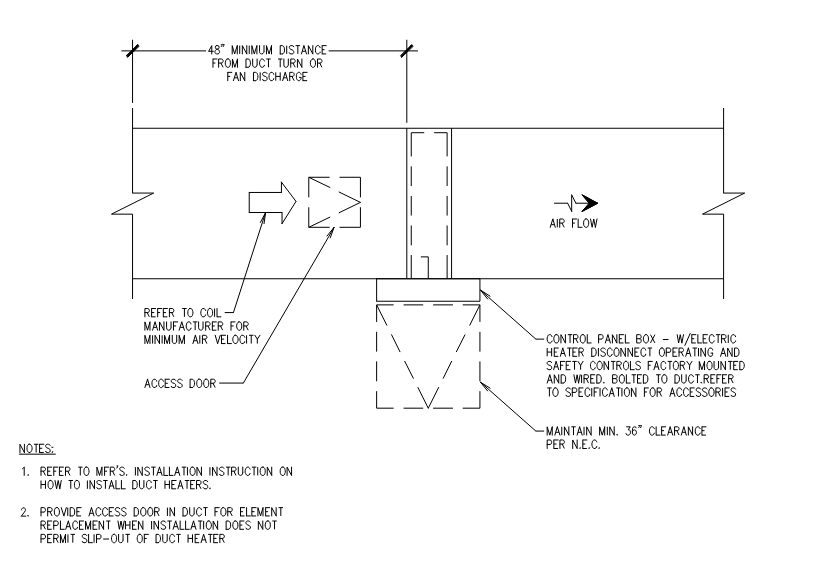 48" MINIMUM DISTANCE
FROM DUCT TURN OR
FAN DISCHARGE
AIR FLOW
REFER TO COIL
MANUFACTURER FOR
MINIMUM AIR VELOCITY
ACCESS DOOR
CONTROL PANEL BOX - W/ELECTRIC
HEATER DISCONNECT OPERATING AND
SAFETY CONTROLS FACTORY MOUNTED
AND WIRED. BOLTED TO DUCT.REFER
TO SPECIFICATION FOR ACCESSORIES
MAINTAIN MIN. 36" CLEARANCE
PER N.E.C.
NOTES:
1. REFER TO MFR'S. INSTALLATION INSTRUCTION ON
HOW TO INSTALL DUCT HEATERS.
2. PROVIDE ACCESS DOOR IN DUCT FOR ELEMENT
REPLACEMENT WHEN INSTALLATION DOES NOT
PERMIT SLIP-OUT OF DUCT HEATER